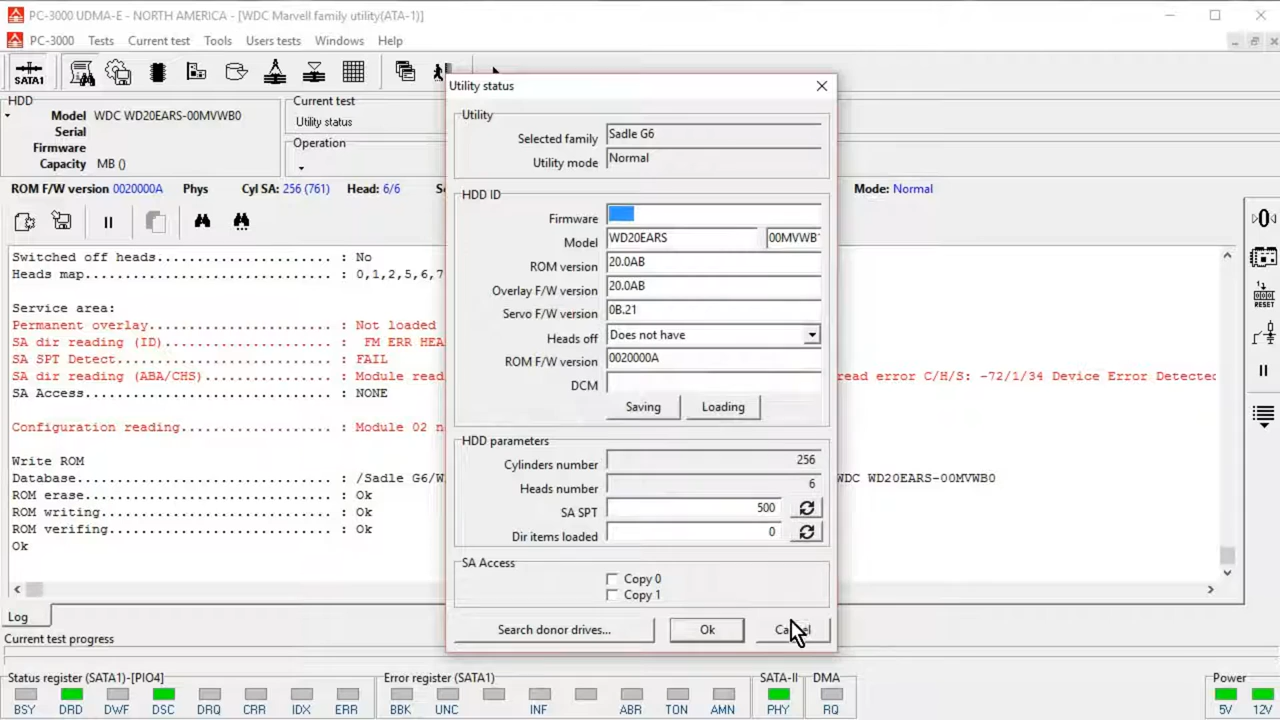 PC-3000 UDMA-E - NORTH AMERICA - [WDC Marvell family utility(ATA-1)]
PC-3000 Tests Current test Tools Users tests Windows Help
SATA1
HDD
Model WDC WD20EARS-00MVWB0
Serial
Firmware
Capacity MB ()
Current test
Utility status
Operation
ROM F/W version 0020000A Phys Cyl SA: 256 (761) Head: 6/6 Mode: Normal
Switched off heads.................... : No
Heads map............................. : 0,1,2,5,6,7
Service area:
Permanent overlay..................... : Not loaded
SA dir reading (ID)................... : FM ERR
SA SPT Detect......................... : FAIL
SA dir reading (ABA/CHS).............. : Module read error C/H/S: -72/1/34 Device Error Detected
SA Access............................. : NONE
Configuration reading................. : Module 02
Write ROM
Database.............................. : /Sadle G6/ WDC WD20EARS-00MVWB0
ROM erase............................. : Ok
ROM writing........................... : Ok
ROM verifing.......................... : Ok
Ok
Log
Current test progress
Utility status
Utility
Selected family Sadle G6
Utility mode Normal
HDD ID
Firmware
Model WD20EARS 00MVWB
ROM version 20.0AB
Overlay F/W version 20.0AB
Servo F/W version 0B.21
Heads off Does not have
ROM F/W version 0020000A
DCM
Saving Loading
HDD parameters
Cylinders number 256
Heads number 6
SA SPT 500
Dir items loaded 0
SA Access
Copy 0
Copy 1
Search donor drives... Ok
0
1
RESET
Status register (SATA1)-[PIO4] Error register (SATA1) SATA-II DMA Power
BSY DRD DWF DSC DRQ CRR IDX ERR BBK UNC INF ABR TON AMN PHY RQ 5V 12V